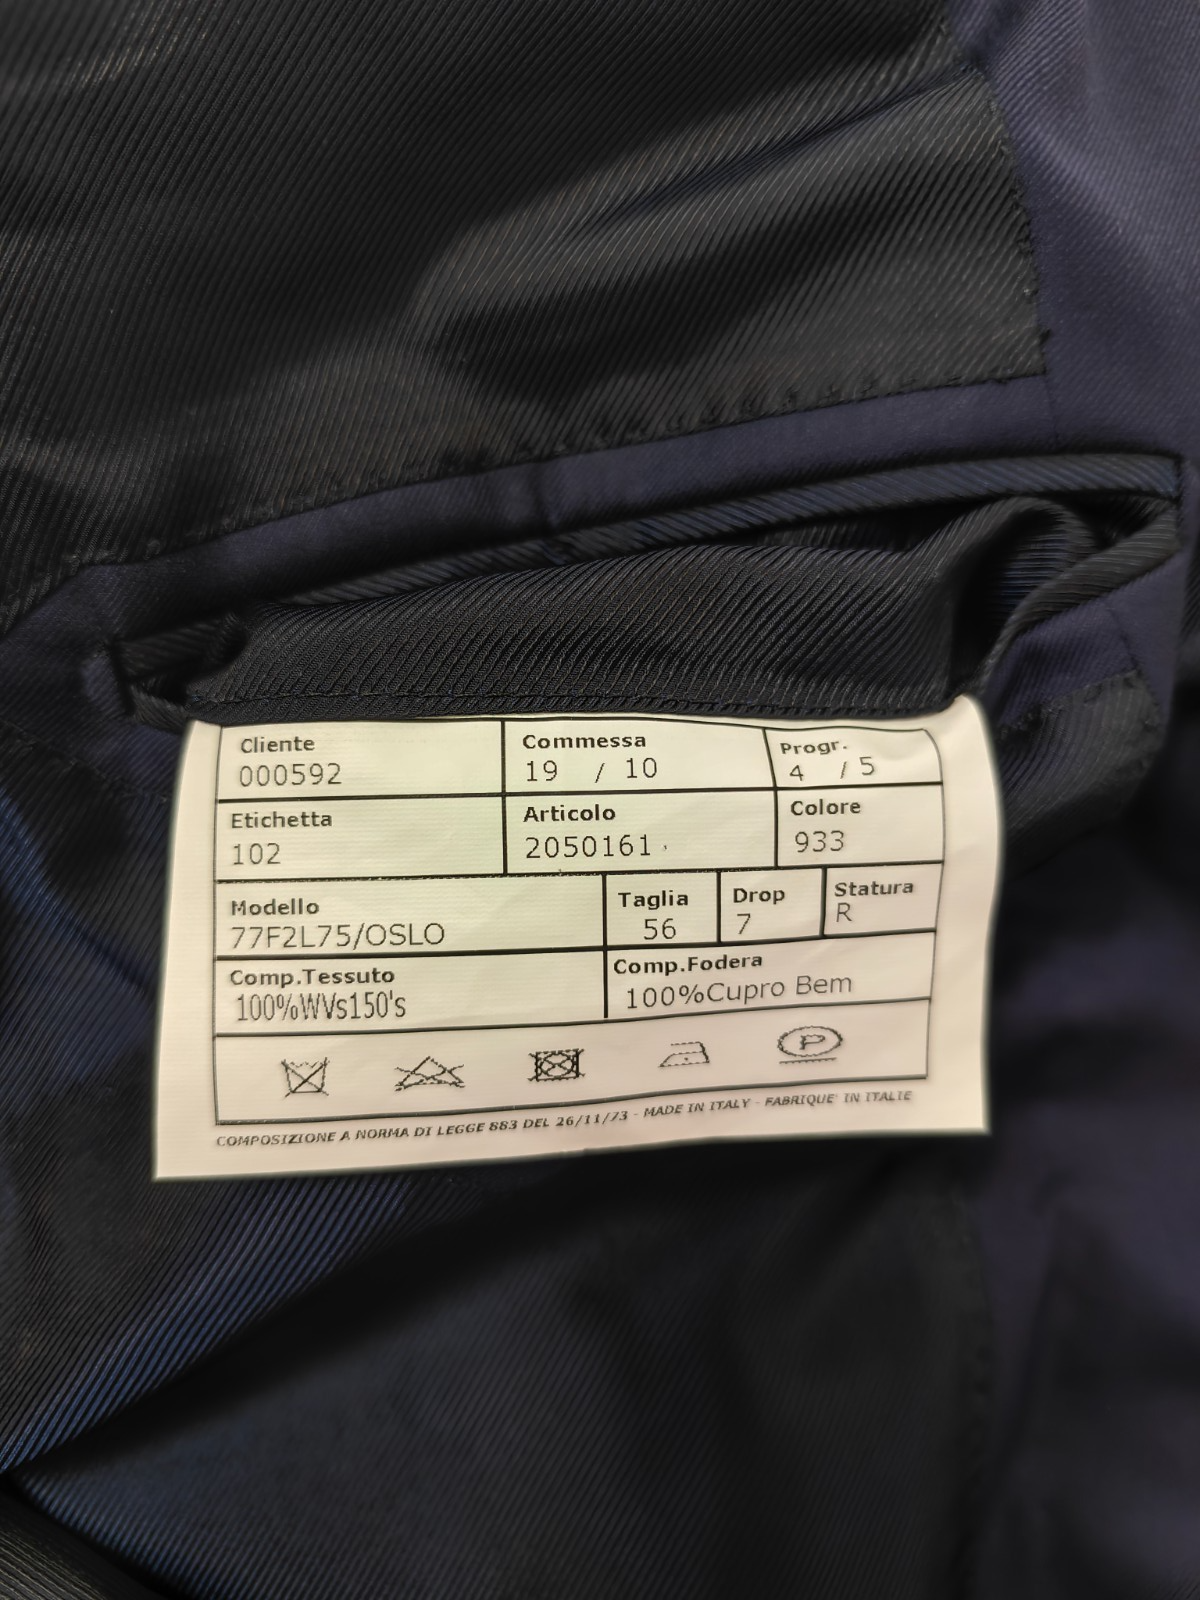 Cliente Commessa Progr.
000592 19 / 10 4 / 5
Etichetta Articolo Colore
102 2050161 933
Modello Taglia Drop Statura
77F2L75/OSLO 56 7 R
Comp.Tessuto Comp.Fodera
100%WVs150's 100%Cupro Bem
P
COMPOSIZIONE A NORMA DI LEGGE 883 DEL 26/11/73 - MADE IN ITALY - FABRIQUE' IN ITALIE